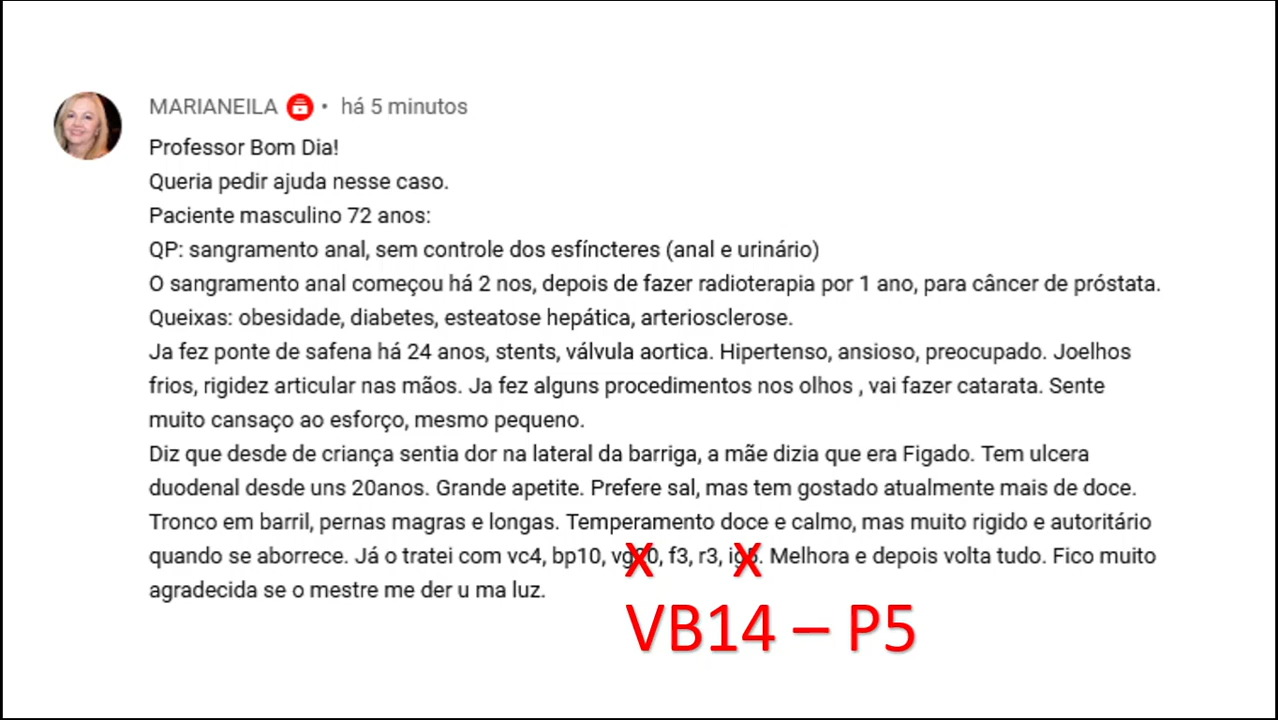 MARIANEILA • há 5 minutos
Professor Bom Dia!
Queria pedir ajuda nesse caso.
Paciente masculino 72 anos:
QP: sangramento anal, sem controle dos esfíncteres (anal e urinário)
O sangramento anal começou há 2 nos, depois de fazer radioterapia por 1 ano, para câncer de próstata.
Queixas: obesidade, diabetes, esteatose hepática, arteriosclerose.
Ja fez ponte de safena há 24 anos, stents, válvula aortica. Hipertenso, ansioso, preocupado. Joelhos
frios, rigidez articular nas mãos. Ja fez alguns procedimentos nos olhos , vai fazer catarata. Sente
muito cansaço ao esforço, mesmo pequeno.
Diz que desde de criança sentia dor na lateral da barriga, a mãe dizia que era Figado. Tem ulcera
duodenal desde uns 20anos. Grande apetite. Prefere sal, mas tem gostado atualmente mais de doce.
Tronco em barril, pernas magras e longas. Temperamento doce e calmo, mas muito rigido e autoritário
quando se aborrece. Já o tratei com vc4, bp10, f3, r3, Melhora e depois volta tudo. Fico muito
agradecida se o mestre me der u ma luz.
X X
VB14 – P5